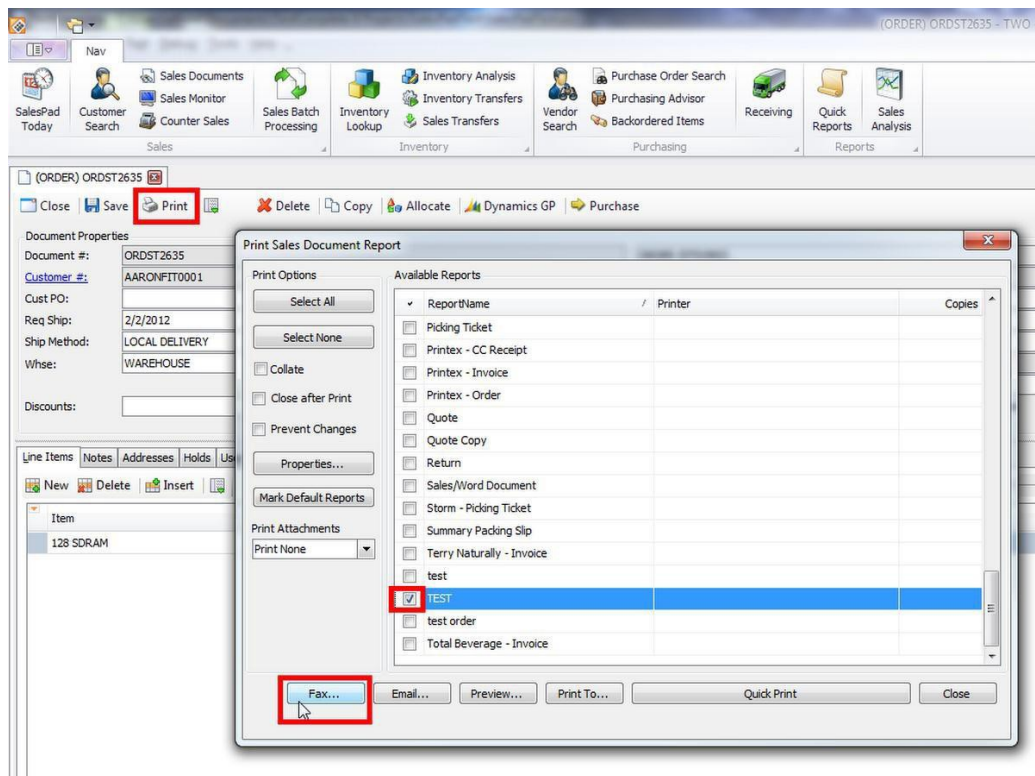 (ORDER) ORDST2635 - TWO
Nav
SalesPad Today
Customer Search
Sales Documents
Sales Monitor
Counter Sales
Sales Batch Processing
Inventory Lookup
Inventory Analysis
Inventory Transfers
Sales Transfers
Vendor Search
Purchase Order Search
Purchasing Advisor
Backordered Items
Receiving
Quick Reports
Sales Analysis
Sales
Inventory
Purchasing
Reports
(ORDER) ORDST2635
Close Save Print Delete Copy Allocate Dynamics GP Purchase
Document Properties
Document #: ORDST2635
Customer #: AARONFIT0001
Cust PO:
Req Ship: 2/2/2012
Ship Method: LOCAL DELIVERY
Whse: WAREHOUSE
Discounts:
Line Items Notes Addresses Holds Us
New Delete Insert
Item
128 SDRAM
Print Sales Document Report
Print Options
Select All
Select None
Collate
Close after Print
Prevent Changes
Properties...
Mark Default Reports
Print Attachments
Print None
Available Reports
ReportName / Printer Copies
Picking Ticket
Printex - CC Receipt
Printex - Invoice
Printex - Order
Quote
Quote Copy
Return
Sales/Word Document
Storm - Picking Ticket
Summary Packing Slip
Terry Naturally - Invoice
test
TEST
test order
Total Beverage - Invoice
Fax... Email... Preview... Print To... Quick Print Close